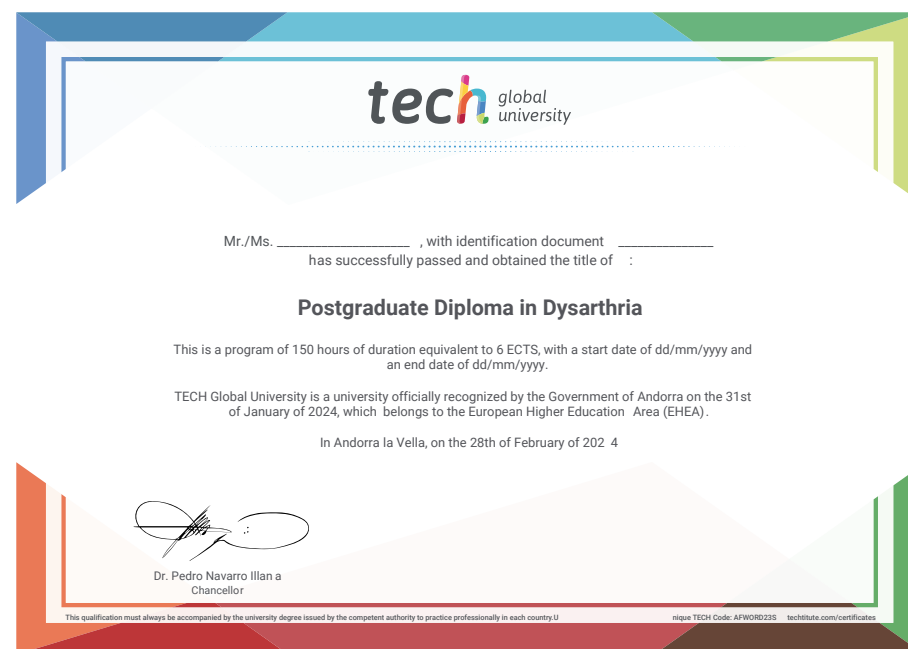 tech global
university
Mr./Ms. _____________________ , with identification document _______________
has successfully passed and obtained the title of :
Postgraduate Diploma in Dysarthria
This is a program of 150 hours of duration equivalent to 6 ECTS, with a start date of dd/mm/yyyy and
an end date of dd/mm/yyyy.
TECH Global University is a university officially recognized by the Government of Andorra on the 31st
of January of 2024, which belongs to the European Higher Education Area (EHEA).
In Andorra la Vella, on the 28th of February of 202 4
Dr. Pedro Navarro Illan a
Chancellor
This qualification must always be accompanied by the university degree issued by the competent authority to practice professionally in each country.U nique TECH Code: AFWORD23S techtitute.com/certificates